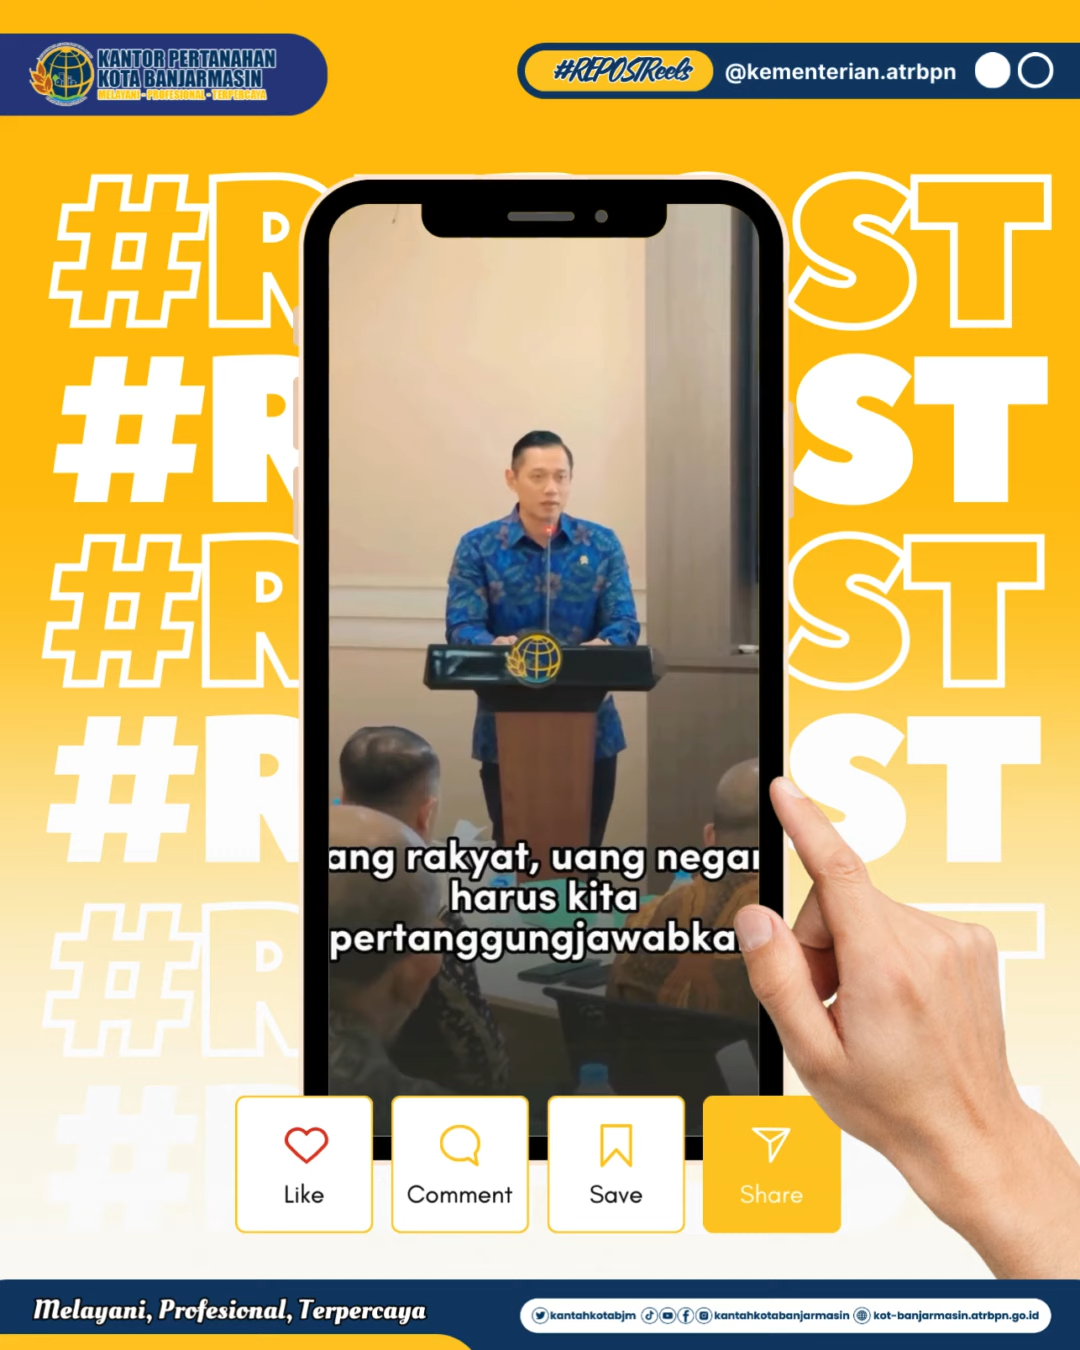 KANTOR PERTANAHAN
KOTA BANJARMASIN
MELAYANI - PROFESIONAL - TERPERCAYA
#REPOSTReels
@kementerian.atrbpn
#R ST
#R ST
#R ST
#R ST
#R T
#R
ang rakyat, uang negar
harus kita
pertanggungjawabka
Like
Comment
Save
Share
Melayani, Profesional, Terpercaya
kantahkotabjm
kantahkotabanjarmasin
kot-banjarmasin.atrbpn.go.id